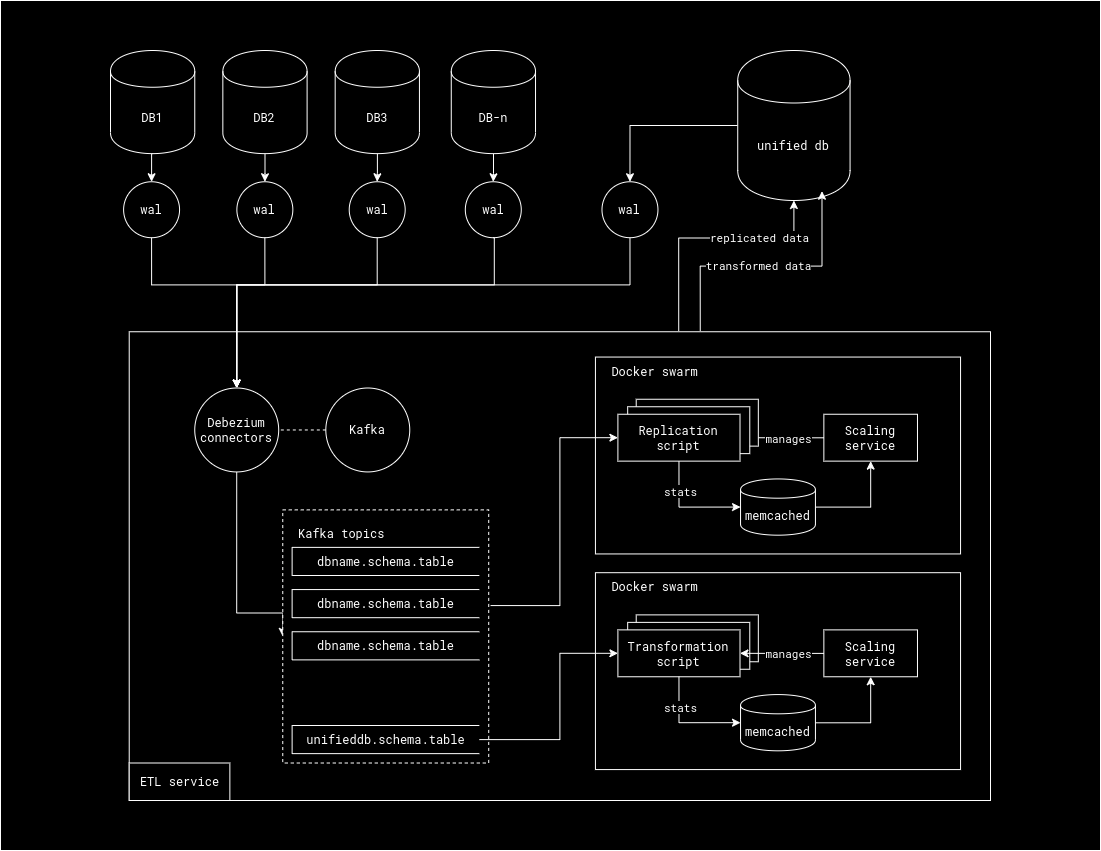 DB1
DB2
DB3
DB-n
unified db
wal
wal
wal
wal
wal
replicated data
transformed data
Debezium
connectors
Kafka
Kafka topics
dbname.schema.table
dbname.schema.table
dbname.schema.table
unifieddb.schema.table
Docker swarm
Replication
script
manages
Scaling
service
stats
memcached
Docker swarm
Transformation
script
manages
Scaling
service
stats
memcached
ETL service